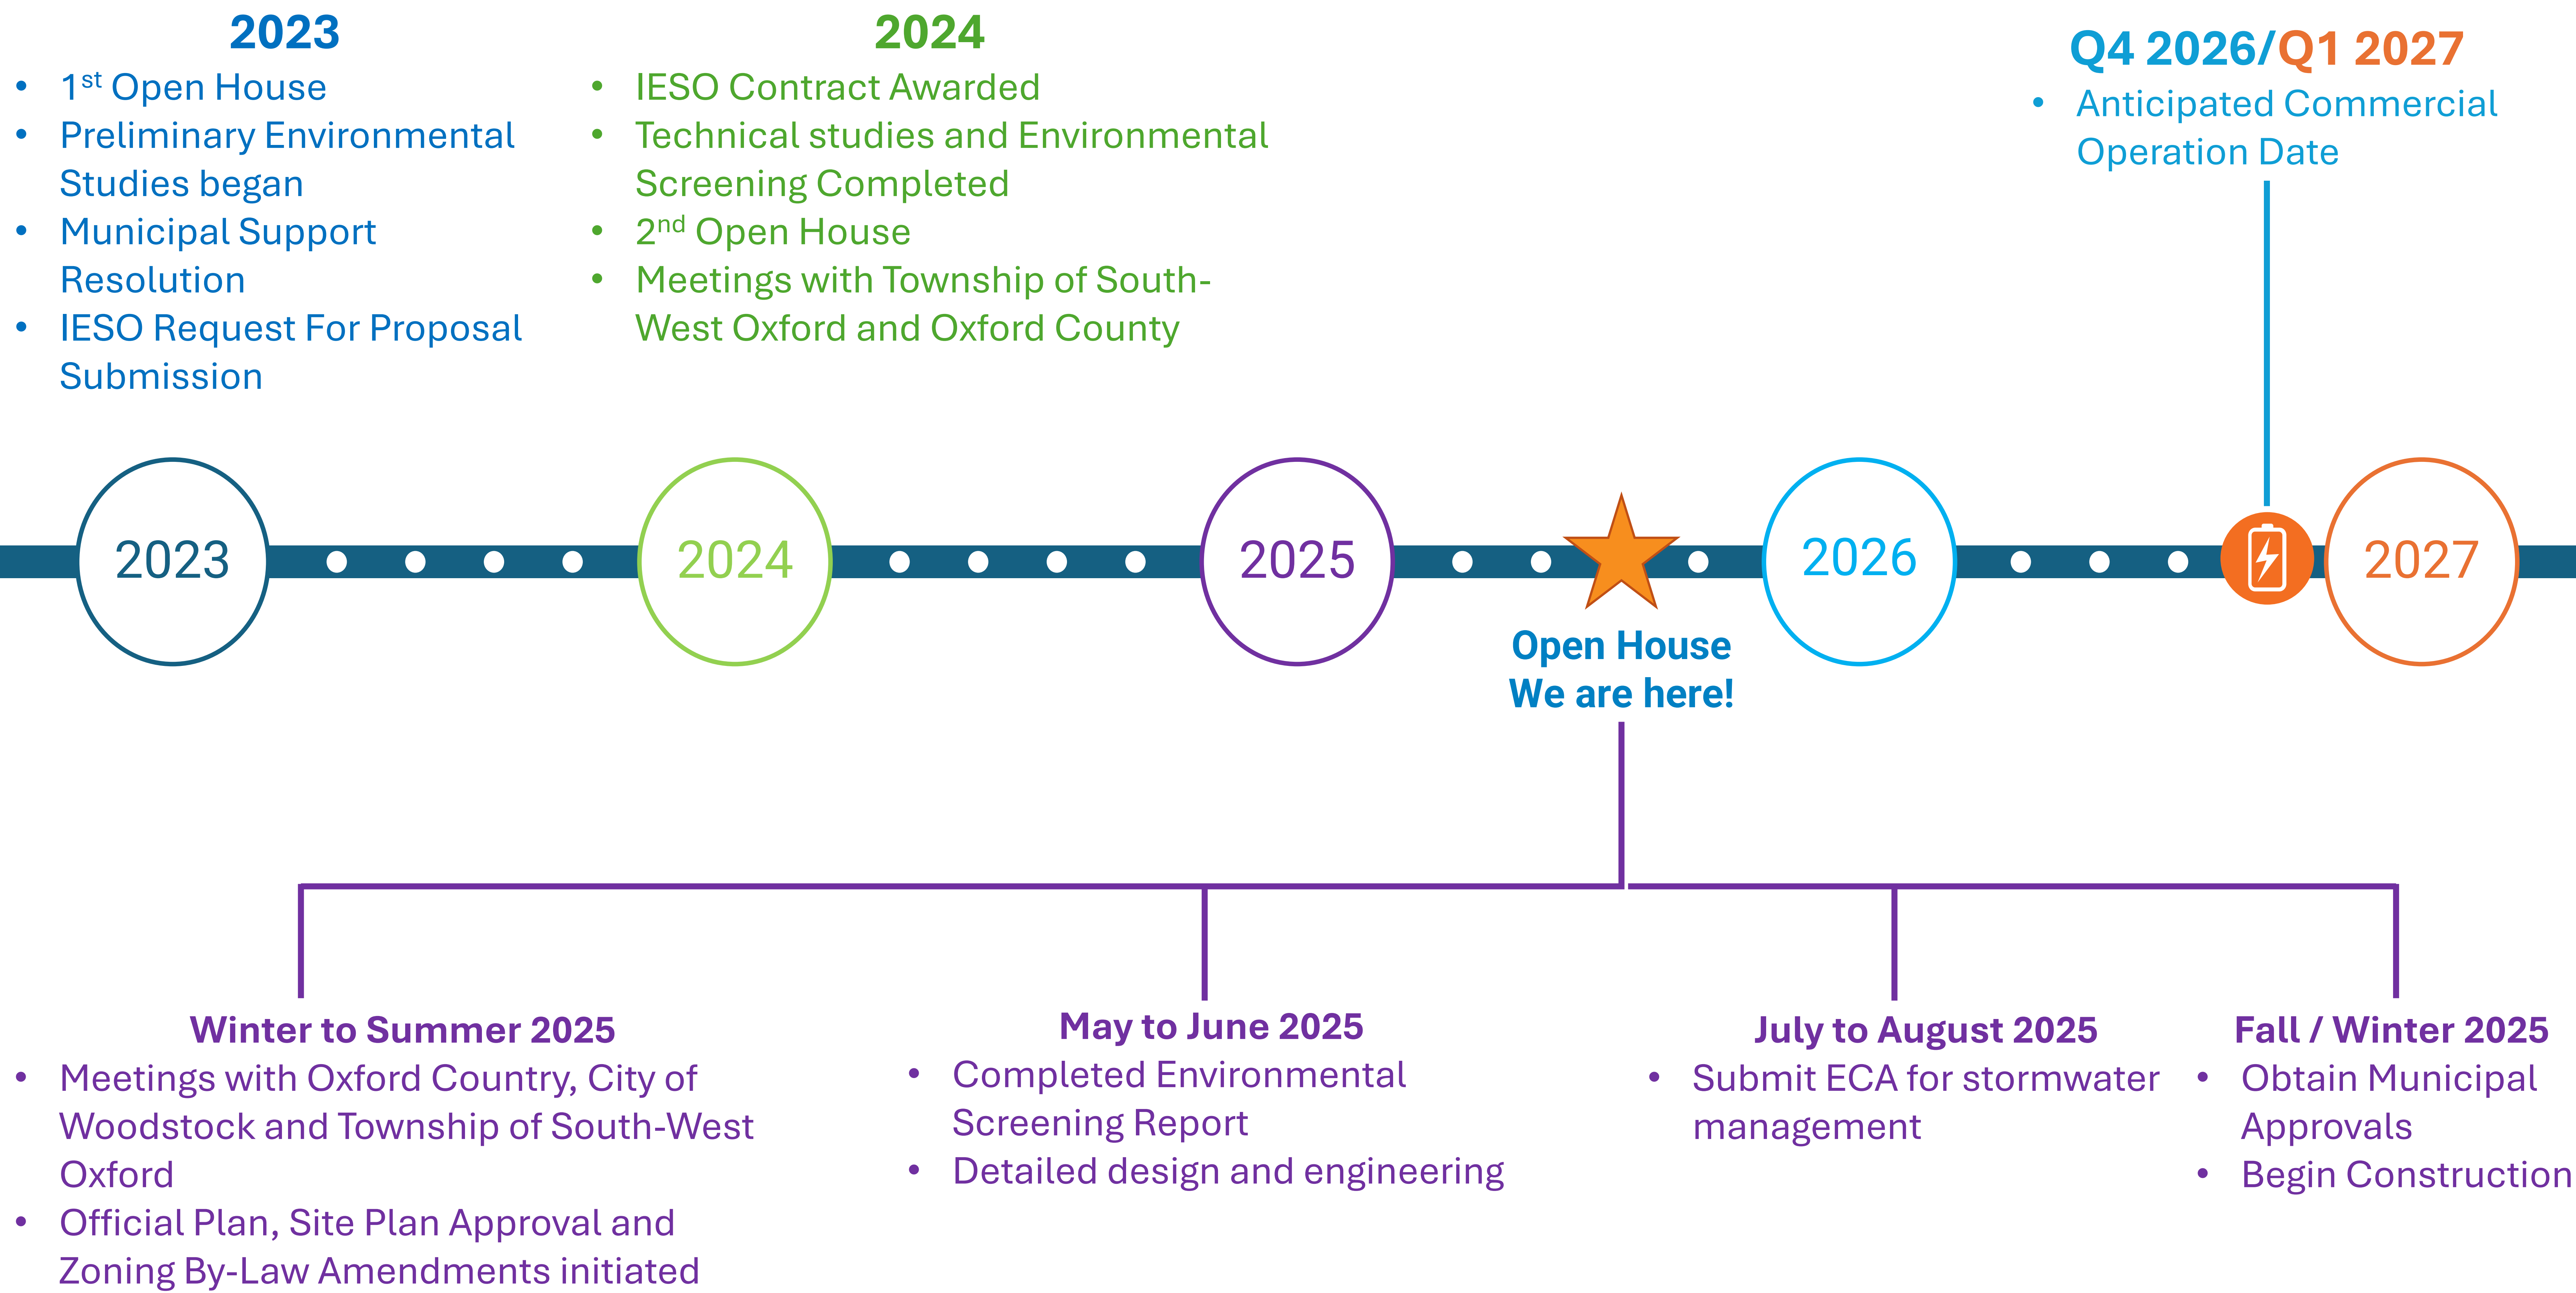 2023
• 1st Open House
• Preliminary Environmental
Studies began
• Municipal Support
Resolution
• IESO Request For Proposal
Submission
2024
• IESO Contract Awarded
• Technical studies and Environmental
Screening Completed
• 2nd Open House
• Meetings with Township of South-
West Oxford and Oxford County
Q4 2026/Q1 2027
• Anticipated Commercial
Operation Date
2023
2024
2025
2026
2027
Open House
We are here!
Winter to Summer 2025
• Meetings with Oxford Country, City of
Woodstock and Township of South-West
Oxford
• Official Plan, Site Plan Approval and
Zoning By-Law Amendments initiated
May to June 2025
• Completed Environmental
Screening Report
• Detailed design and engineering
July to August 2025
• Submit ECA for stormwater
management
Fall / Winter 2025
• Obtain Municipal
Approvals
• Begin Construction